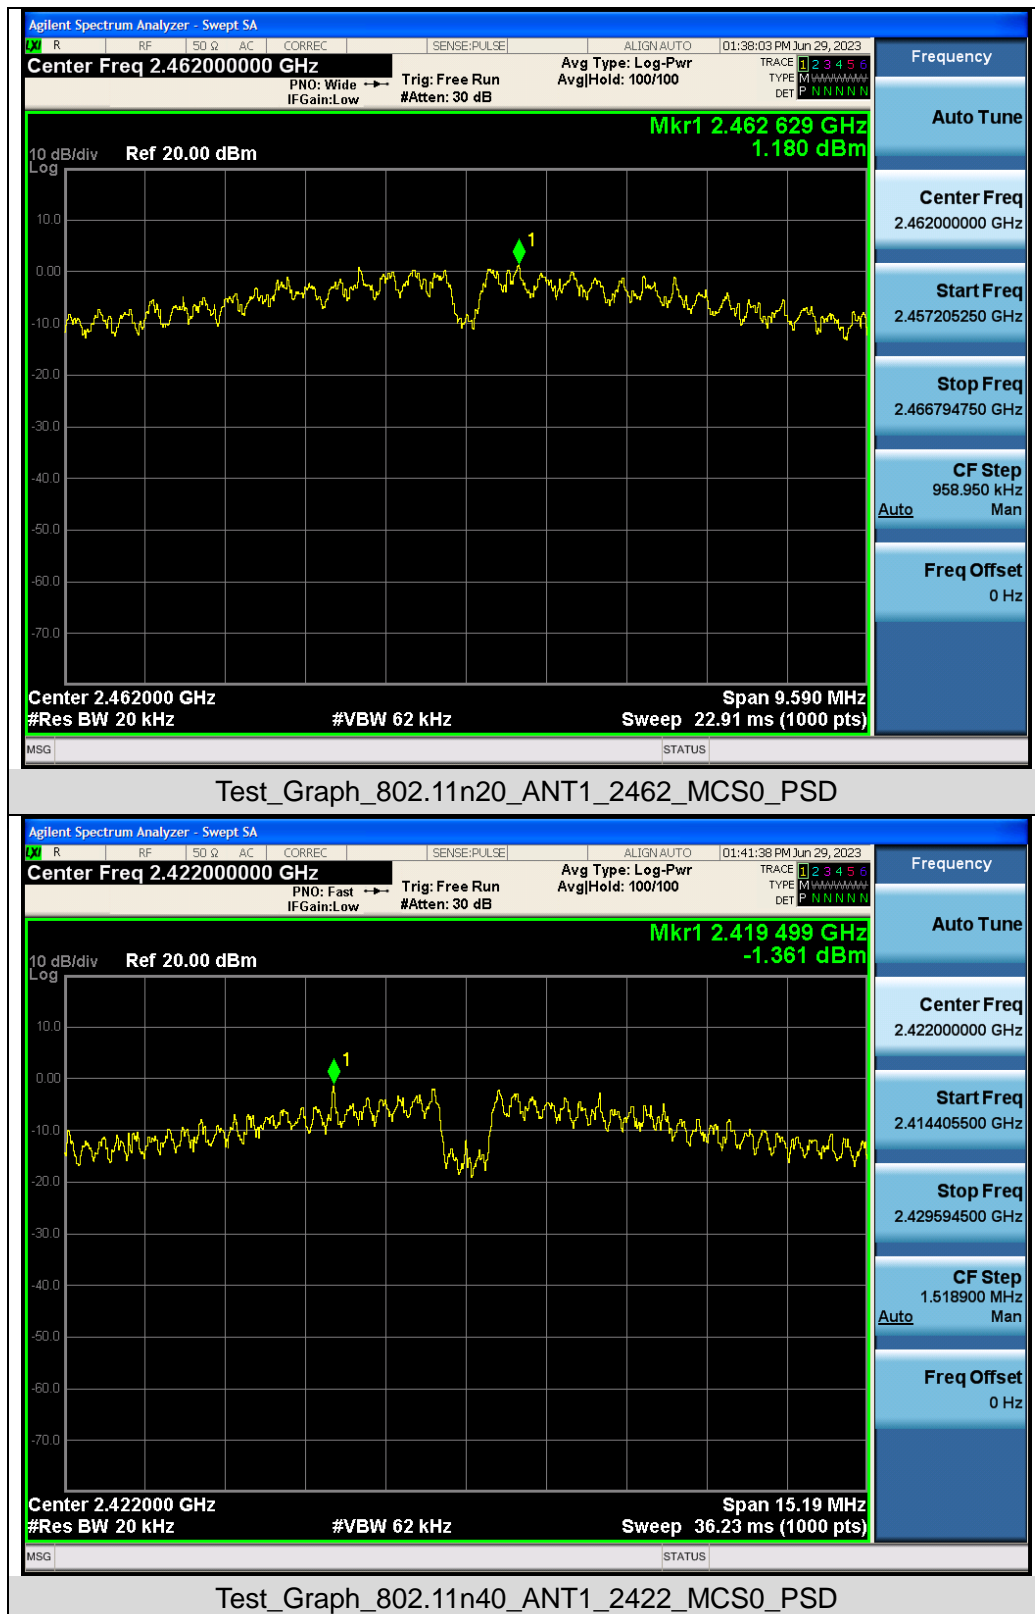 Agilent Spectrum Analyzer - Swept SA
LXI R RF 50 Ω AC CORREC SENSE:PULSE ALIGN AUTO 01:38:03 PM Jun 29, 2023
Center Freq 2.462000000 GHz
PNO: Wide
IFGain:Low
Trig: Free Run
#Atten: 30 dB
Avg Type: Log-Pwr
Avg|Hold: 100/100
TRACE 1 2 3 4 5 6
TYPE M WWWWW
DET P N N N N N
Mkr1 2.462 629 GHz
1.180 dBm
10 dB/div Ref 20.00 dBm
Log
10.0
1
0.00
-10.0
-20.0
-30.0
-40.0
-50.0
-60.0
-70.0
Center 2.462000 GHz Span 9.590 MHz
#Res BW 20 kHz #VBW 62 kHz Sweep 22.91 ms (1000 pts)
MSG STATUS
Frequency
Auto Tune
Center Freq
2.462000000 GHz
Start Freq
2.457205250 GHz
Stop Freq
2.466794750 GHz
CF Step
958.950 kHz
Auto Man
Freq Offset
0 Hz
Test_Graph_802.11n20_ANT1_2462_MCS0_PSD
Agilent Spectrum Analyzer - Swept SA
LXI R RF 50 Ω AC CORREC SENSE:PULSE ALIGN AUTO 01:41:38 PM Jun 29, 2023
Center Freq 2.422000000 GHz
PNO: Fast
IFGain:Low
Trig: Free Run
#Atten: 30 dB
Avg Type: Log-Pwr
Avg|Hold: 100/100
TRACE 1 2 3 4 5 6
TYPE M WWWWW
DET P N N N N N
Mkr1 2.419 499 GHz
-1.361 dBm
10 dB/div Ref 20.00 dBm
Log
10.0
1
0.00
-10.0
-20.0
-30.0
-40.0
-50.0
-60.0
-70.0
Center 2.422000 GHz Span 15.19 MHz
#Res BW 20 kHz #VBW 62 kHz Sweep 36.23 ms (1000 pts)
MSG STATUS
Frequency
Auto Tune
Center Freq
2.422000000 GHz
Start Freq
2.414405500 GHz
Stop Freq
2.429594500 GHz
CF Step
1.518900 MHz
Auto Man
Freq Offset
0 Hz
Test_Graph_802.11n40_ANT1_2422_MCS0_PSD